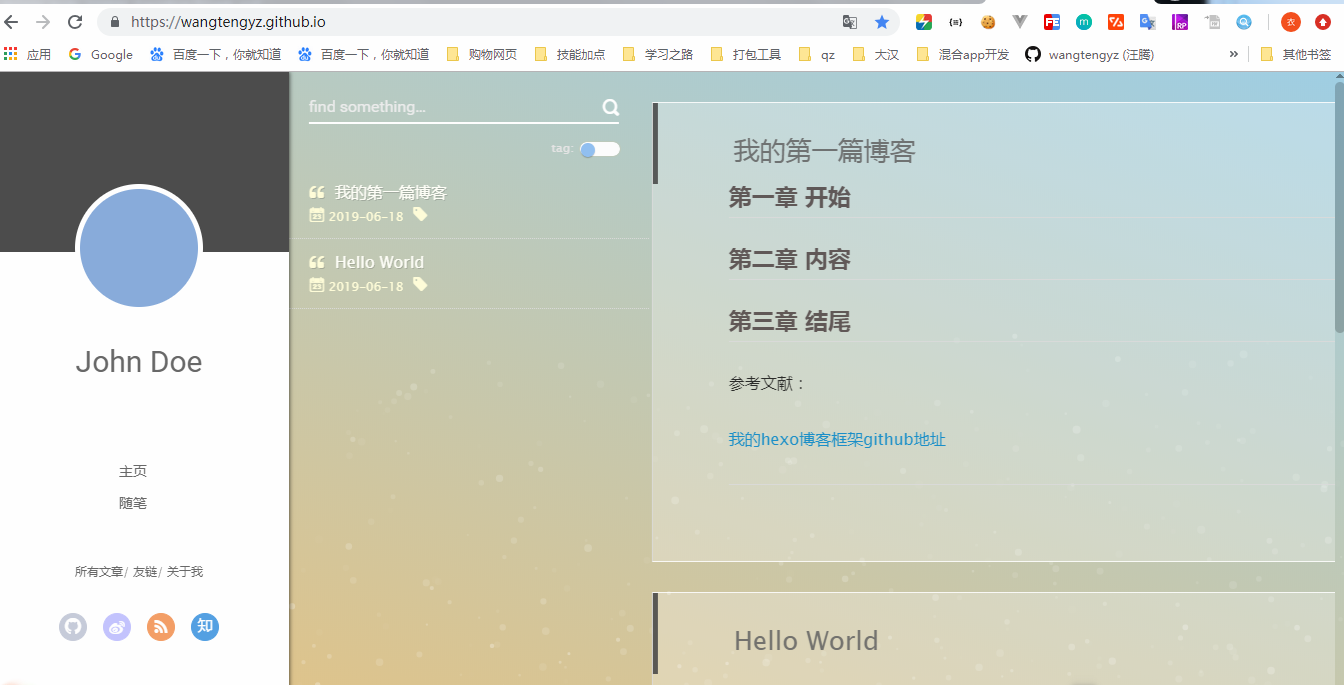 https://wangtengyz.github.io
应用 Google 百度一下，你就知道 百度一下，你就知道 购物网页 技能加点 学习之路 打包工具 qz 大汉 混合app开发 wangtengyz (汪腾) » 其他书签
John Doe
主页
随笔
所有文章/ 友链/ 关于我
知
find something...
tag:
我的第一篇博客
2019-06-18
Hello World
2019-06-18
我的第一篇博客
第一章 开始
第二章 内容
第三章 结尾
参考文献：
我的hexo博客框架github地址
Hello World